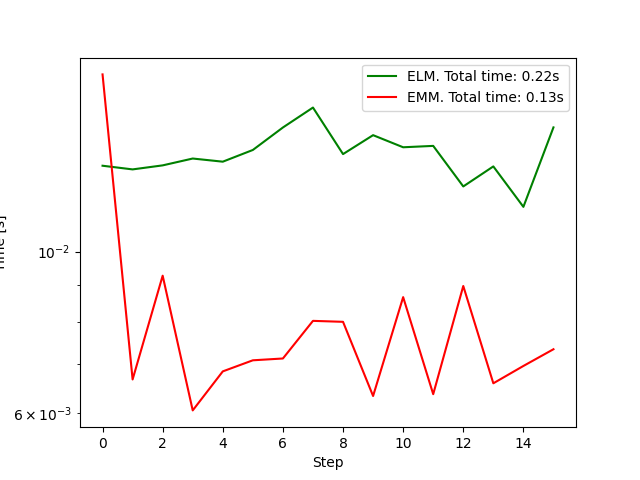 ELM. Total time: 0.22s
EMM. Total time: 0.13s
Time [s]
10⁻²
6 × 10⁻³
0 2 4 6 8 10 12 14
Step